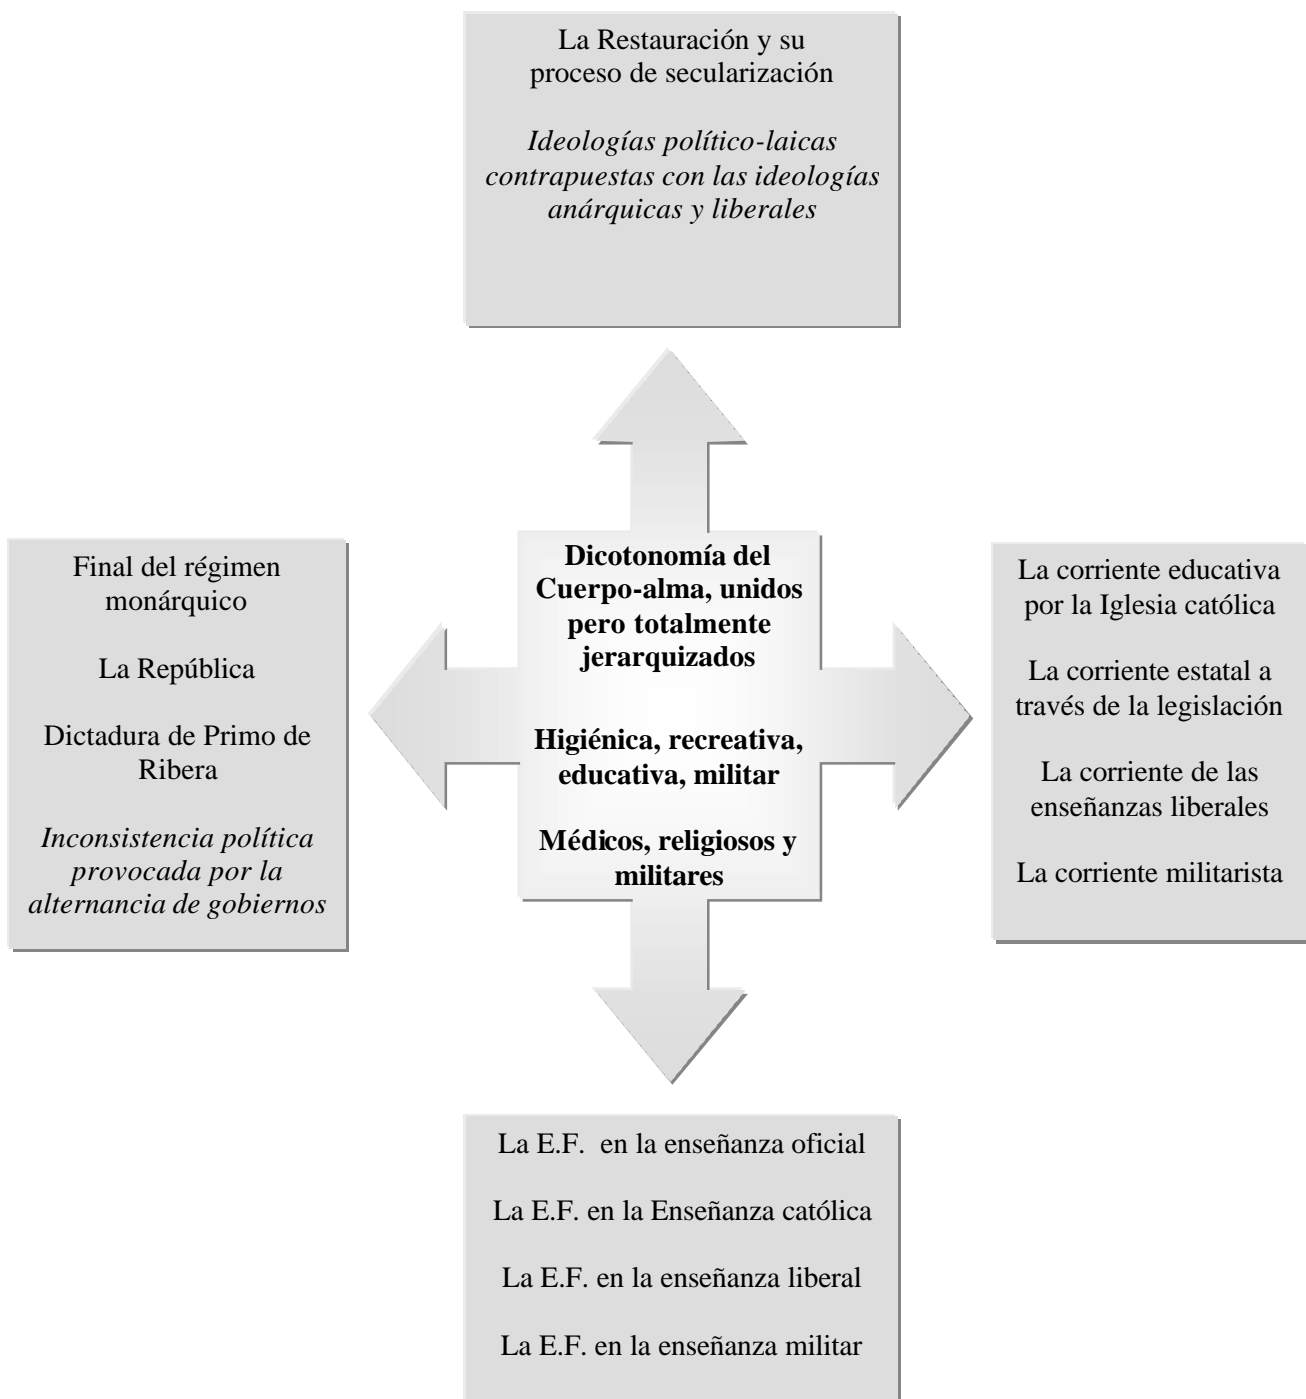 La Restauración y su
proceso de secularización
Ideologías político-laicas
contrapuestas con las ideologías
anárquicas y liberales
Final del régimen
monárquico
La República
Dictadura de Primo de
Ribera
Inconsistencia política
provocada por la
alternancia de gobiernos
Dicotonomía del
Cuerpo-alma, unidos
pero totalmente
jerarquizados
Higiénica, recreativa,
educativa, militar
Médicos, religiosos y
militares
La corriente educativa
por la Iglesia católica
La corriente estatal a
través de la legislación
La corriente de las
enseñanzas liberales
La corriente militarista
La E.F. en la enseñanza oficial
La E.F. en la Enseñanza católica
La E.F. en la enseñanza liberal
La E.F. en la enseñanza militar